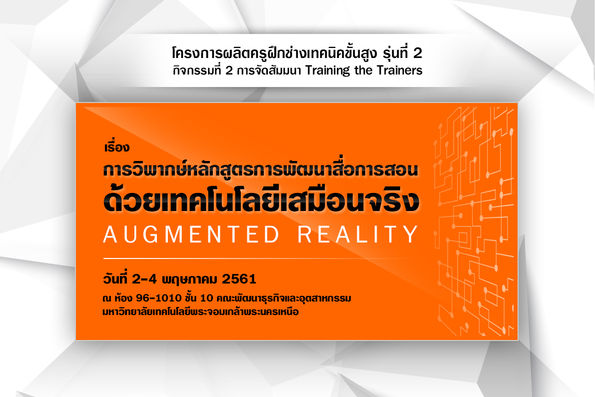 โครงการผลิตครูฝึกช่างเทคนิคชั้นสูง รุ่นที่ 2
กิจกรรมที่ 2 การจัดสัมมนา Training the Trainers
เรื่อง
การวิพากษ์หลักสูตรการพัฒนาสื่อการสอน
ด้วยเทคโนโลยีเสมือนจริง
AUGMENTED REALITY
วันที่ 2-4 พฤษภาคม 2561
ณ ห้อง 96-1010 ชั้น 10 คณะพัฒนาธุรกิจและอุตสาหกรรม
มหาวิทยาลัยเทคโนโลยีพระจอมเกล้าพระนครเหนือ